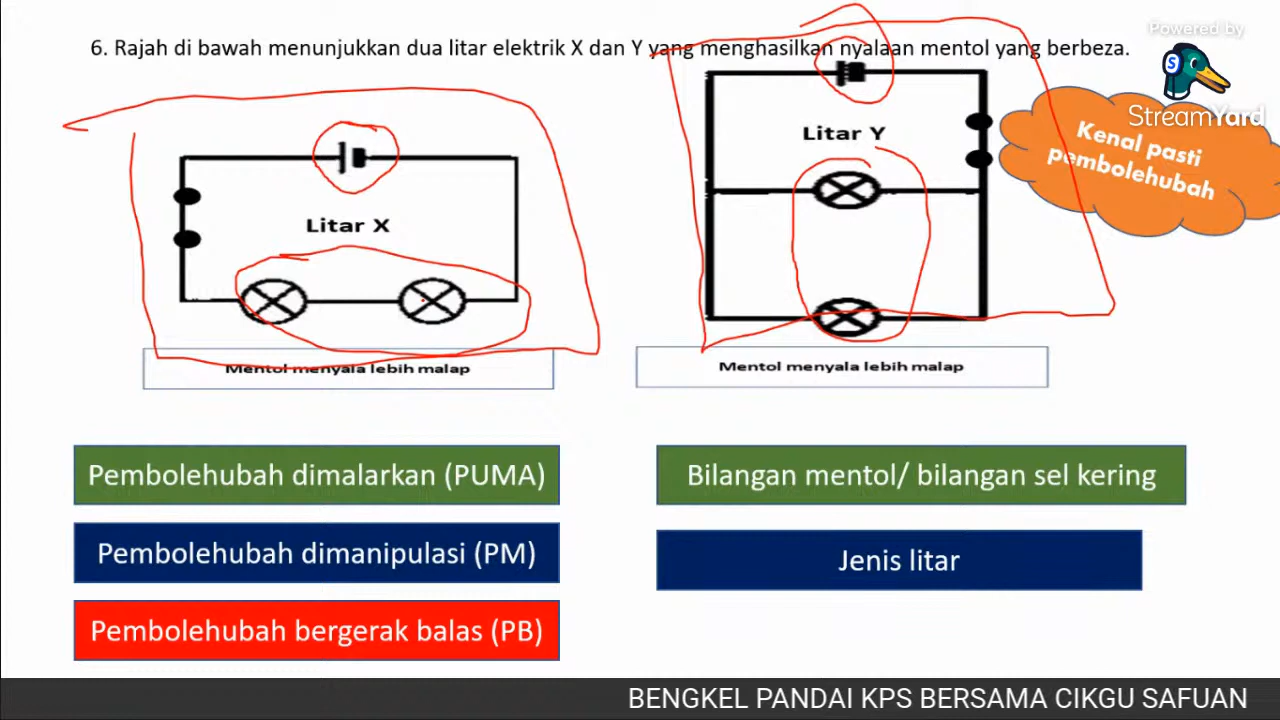 Powered by
StreamYard
6. Rajah di bawah menunjukkan dua litar elektrik X dan Y yang menghasilkan nyalaan mentol yang berbeza.
Litar X
Litar Y
Kenal pasti
pembolehubah
Mentol menyala lebih malap
Mentol menyala lebih malap
Pembolehubah dimalarkan (PUMA)
Bilangan mentol/ bilangan sel kering
Pembolehubah dimanipulasi (PM)
Jenis litar
Pembolehubah bergerak balas (PB)
BENGKEL PANDAI KPS BERSAMA CIKGU SAFUAN